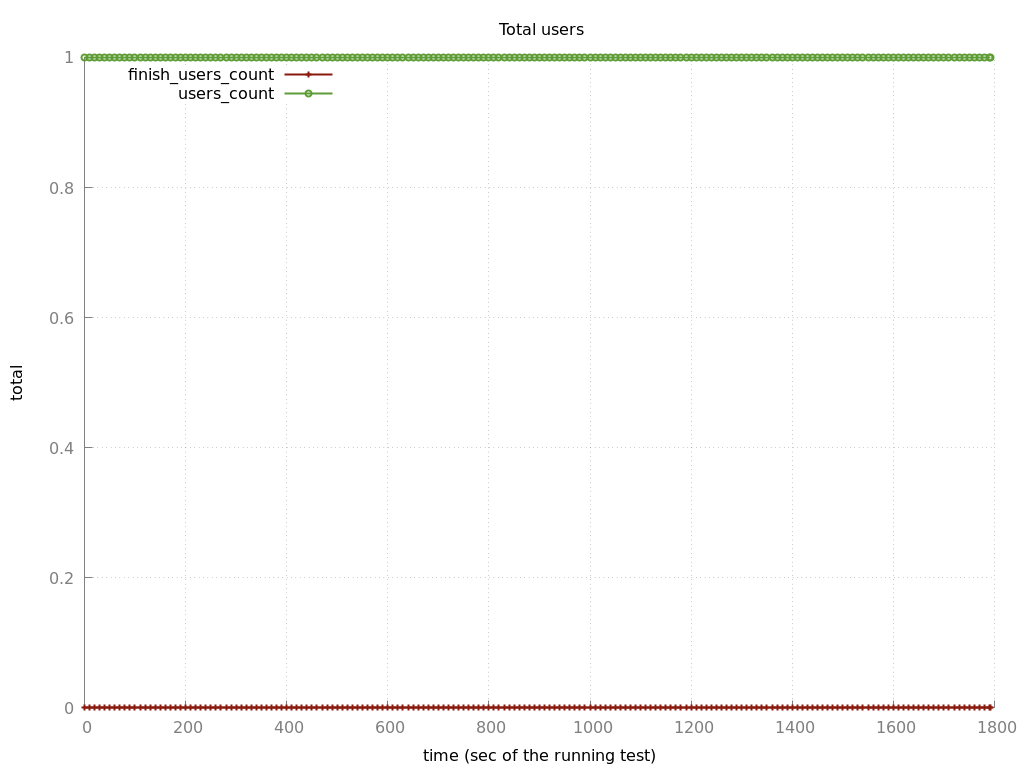 Total users
finish_users_count
users_count
1
0.8
0.6
0.4
0.2
0
total
0 200 400 600 800 1000 1200 1400 1600 1800
time (sec of the running test)